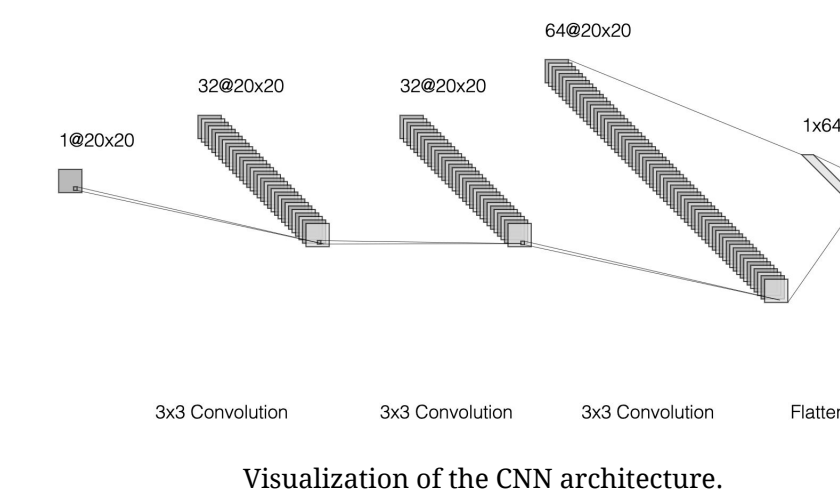 64@20x20
32@20x20
32@20x20
1x64
1@20x20
3x3 Convolution
3x3 Convolution
3x3 Convolution
Visualization of the CNN architecture.